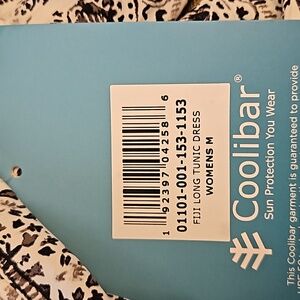 1 92397 04258 6
01101-001-153-1153
FIJI LONG TUNIC DRESS
WOMENS M
Coolibar®
Sun Protection You Wear
This Coolibar garment is guaranteed to provide